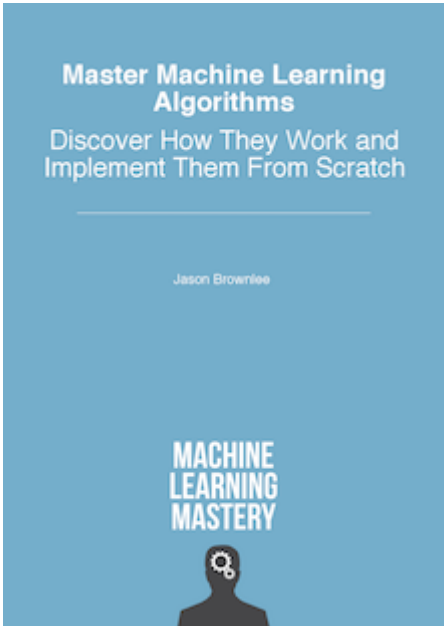 Master Machine Learning
Algorithms
Discover How They Work and
Implement Them From Scratch
Jason Brownlee
MACHINE
LEARNING
MASTERY